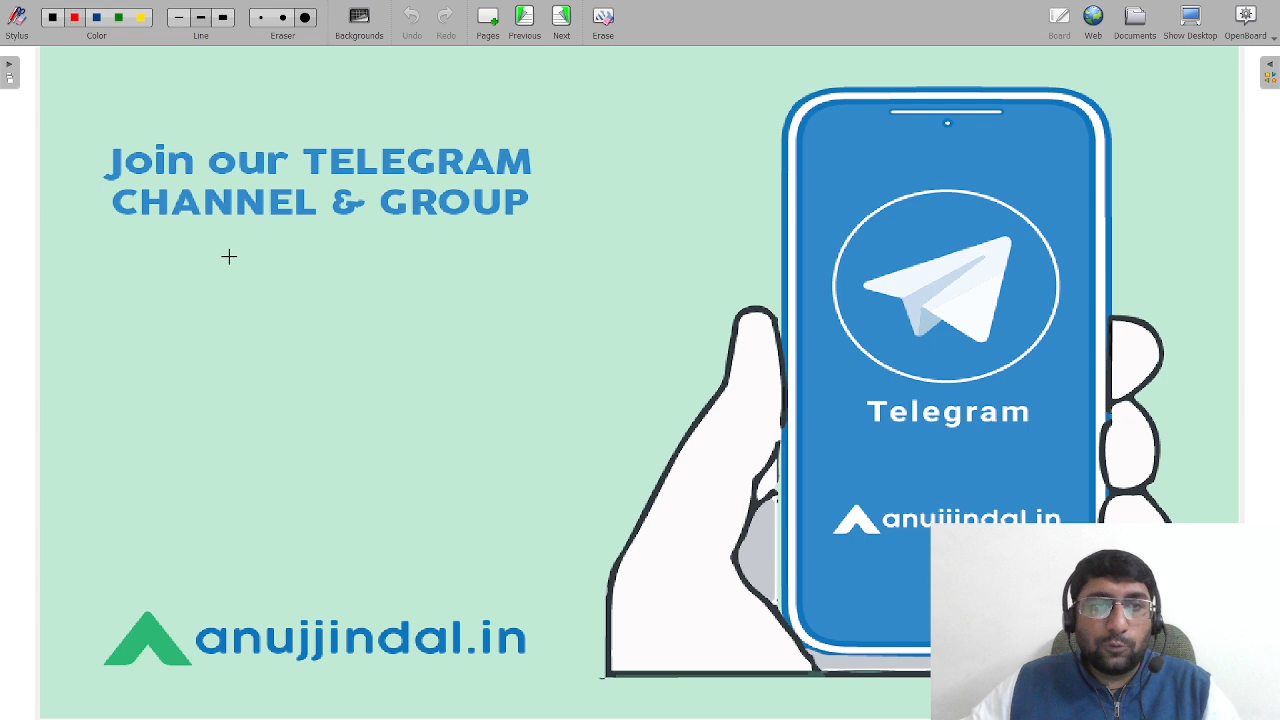 Stylus
Color
Line
Eraser
Backgrounds
Undo
Redo
Pages
Previous
Next
Erase
Board
Web
Documents
Show Desktop
OpenBoard
Join our TELEGRAM
CHANNEL & GROUP
Telegram
anujjindal.in
anujjindal.in